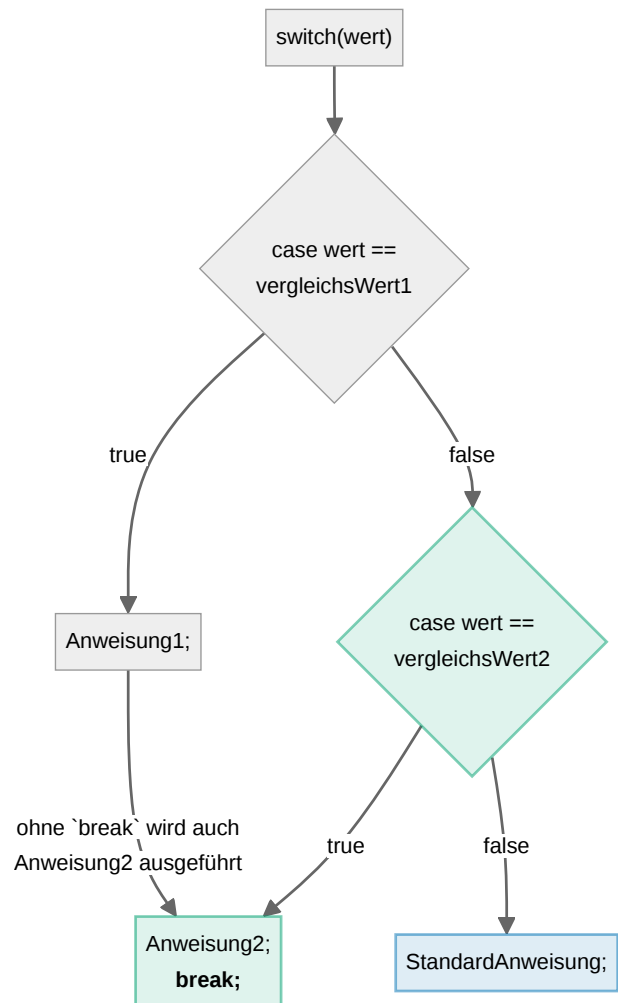 switch(wert)
case wert ==
vergleichsWert1
true
false
Anweisung1;
case wert ==
vergleichsWert2
ohne `break` wird auch
Anweisung2 ausgeführt
true
false
Anweisung2;
break;
StandardAnweisung;